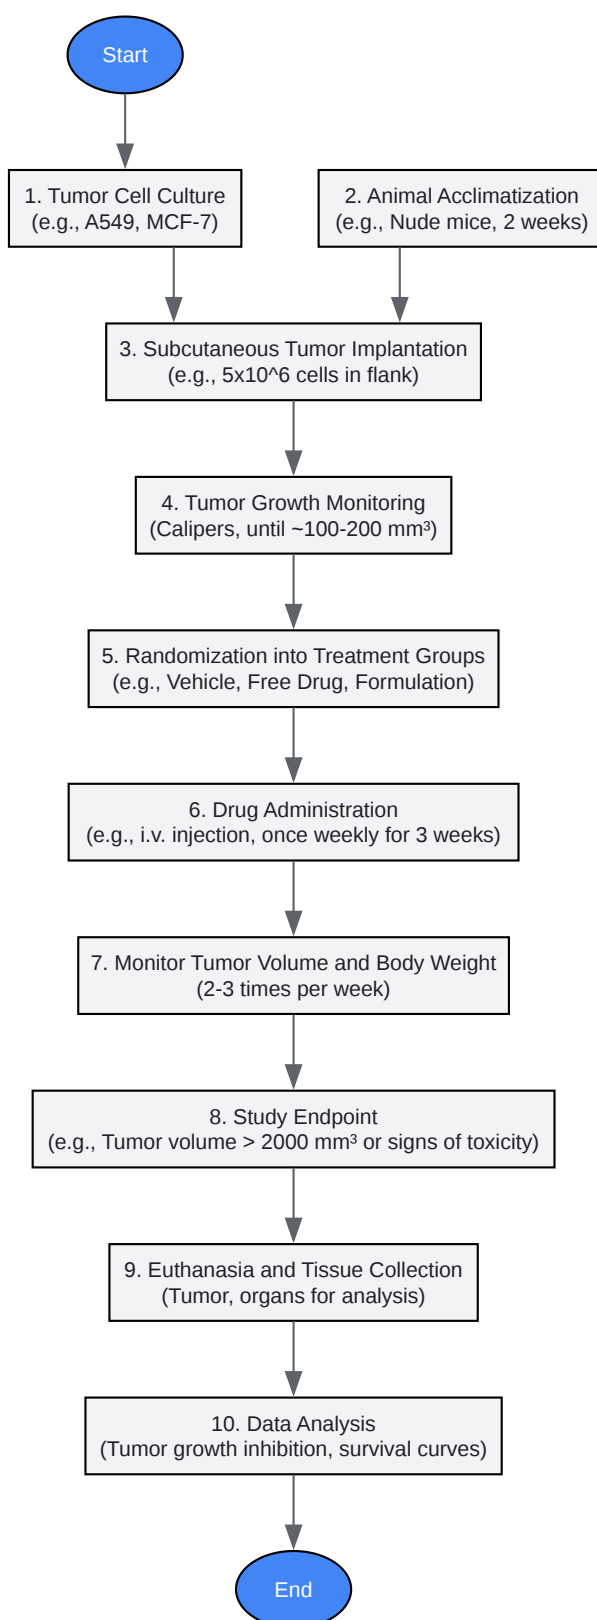 Start
1. Tumor Cell Culture
(e.g., A549, MCF-7)
2. Animal Acclimatization
(e.g., Nude mice, 2 weeks)
3. Subcutaneous Tumor Implantation
(e.g., 5x10^6 cells in flank)
4. Tumor Growth Monitoring
(Calipers, until ~100-200 mm³)
5. Randomization into Treatment Groups
(e.g., Vehicle, Free Drug, Formulation)
6. Drug Administration
(e.g., i.v. injection, once weekly for 3 weeks)
7. Monitor Tumor Volume and Body Weight
(2-3 times per week)
8. Study Endpoint
(e.g., Tumor volume > 2000 mm³ or signs of toxicity)
9. Euthanasia and Tissue Collection
(Tumor, organs for analysis)
10. Data Analysis
(Tumor growth inhibition, survival curves)
End